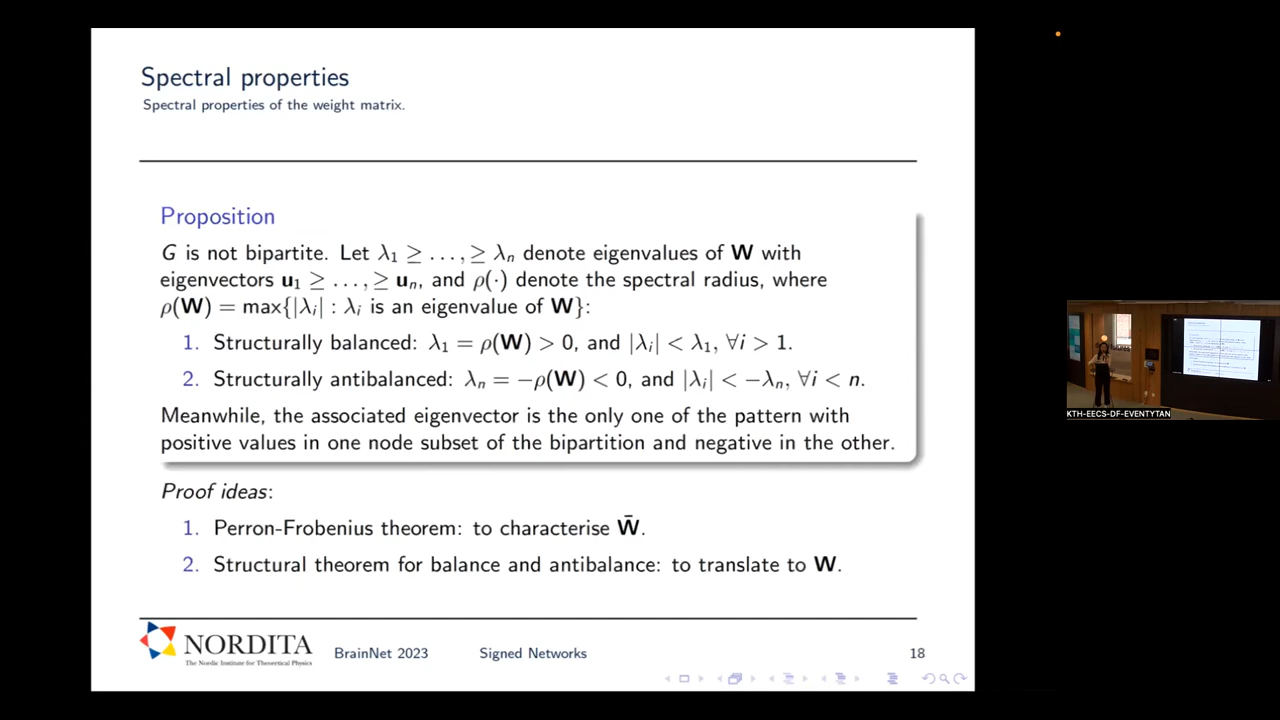 Spectral properties
Spectral properties of the weight matrix.
Proposition
G is not bipartite. Let λ₁ ≥ . . . , ≥ λₙ denote eigenvalues of W with
eigenvectors u₁ ≥ . . . , ≥ uₙ, and ρ(·) denote the spectral radius, where
ρ(W) = max{|λᵢ| : λᵢ is an eigenvalue of W}:
1. Structurally balanced: λ₁ = ρ(W) > 0, and |λᵢ| < λ₁, ∀i > 1.
2. Structurally antibalanced: λₙ = −ρ(W) < 0, and |λᵢ| < −λₙ, ∀i < n.
Meanwhile, the associated eigenvector is the only one of the pattern with
positive values in one node subset of the bipartition and negative in the other.
Proof ideas:
1. Perron-Frobenius theorem: to characterise W̄.
2. Structural theorem for balance and antibalance: to translate to W.
NORDITA
The Nordic Institute for Theoretical Physics
BrainNet 2023
Signed Networks
18
KTH-EECS-DF-EVENTYTAN